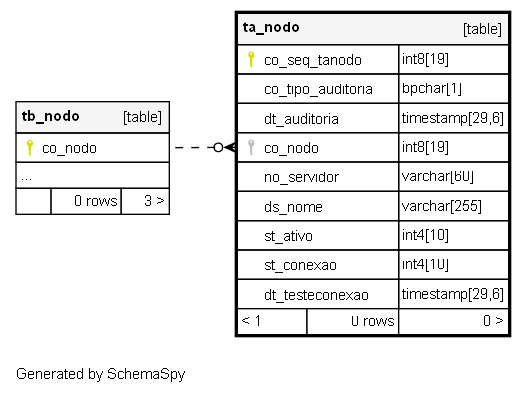 ta_nodo [table]
co_seq_tanodo int8[19]
co_tipo_auditoria bpchar[1]
dt_auditoria timestamp[29,6]
co_nodo int8[19]
no_servidor varchar[60]
ds_nome varchar[255]
st_ativo int4[10]
st_conexao int4[10]
dt_testeconexao timestamp[29,6]
< 1 0 rows 0 >
tb_nodo [table]
co_nodo
...
0 rows 3 >
Generated by SchemaSpy